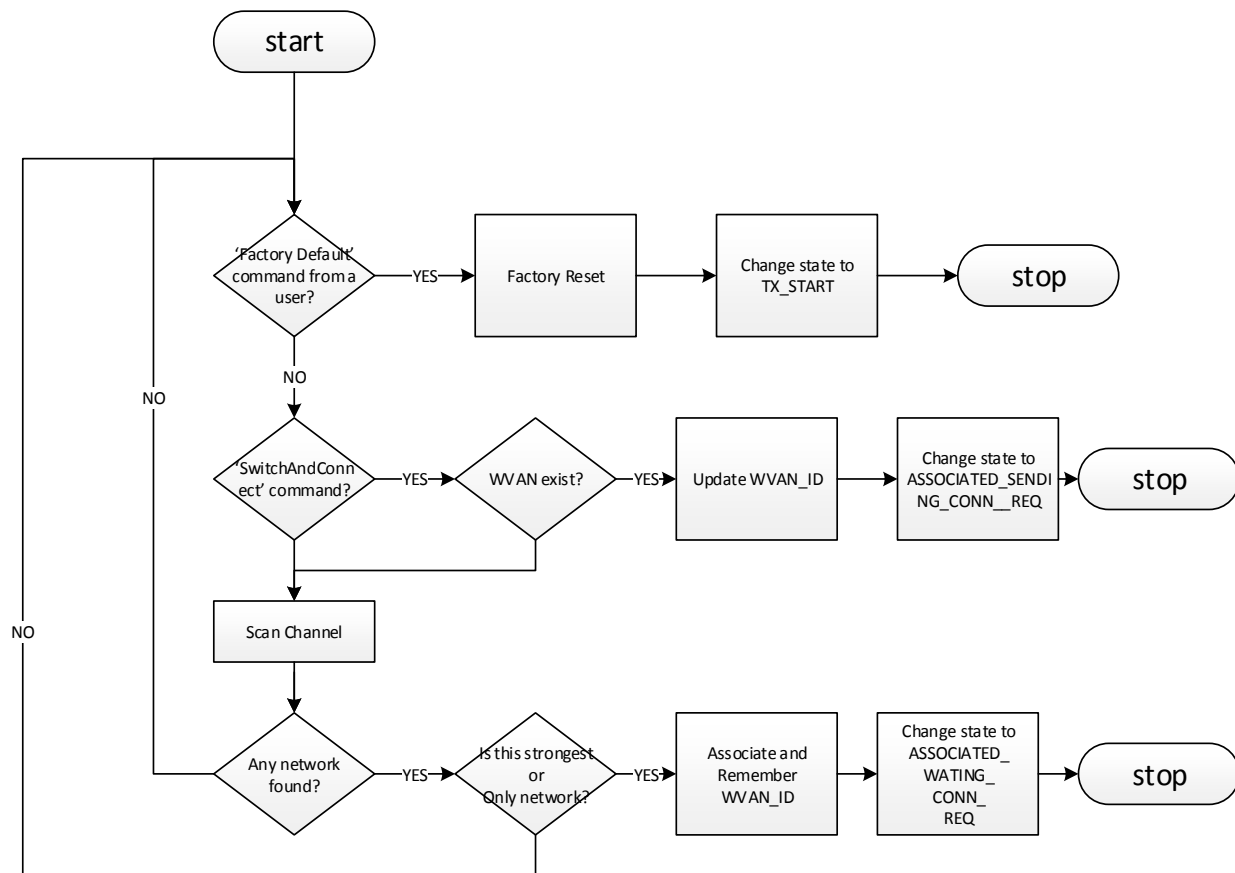 start
‘Factory Default’
command from a
user?
YES
Factory Reset
Change state to
TX_START
stop
NO
NO
‘SwitchAndConn
ect’ command?
YES
WVAN exist?
YES
Update WVAN_ID
Change state to
ASSOCIATED_SENDI
NG_CONN__REQ
stop
NO
Scan Channel
Any network
found?
YES
Is this strongest
or
Only network?
YES
Associate and
Remember
WVAN_ID
Change state to
ASSOCIATED_
WATING_
CONN_
REQ
stop